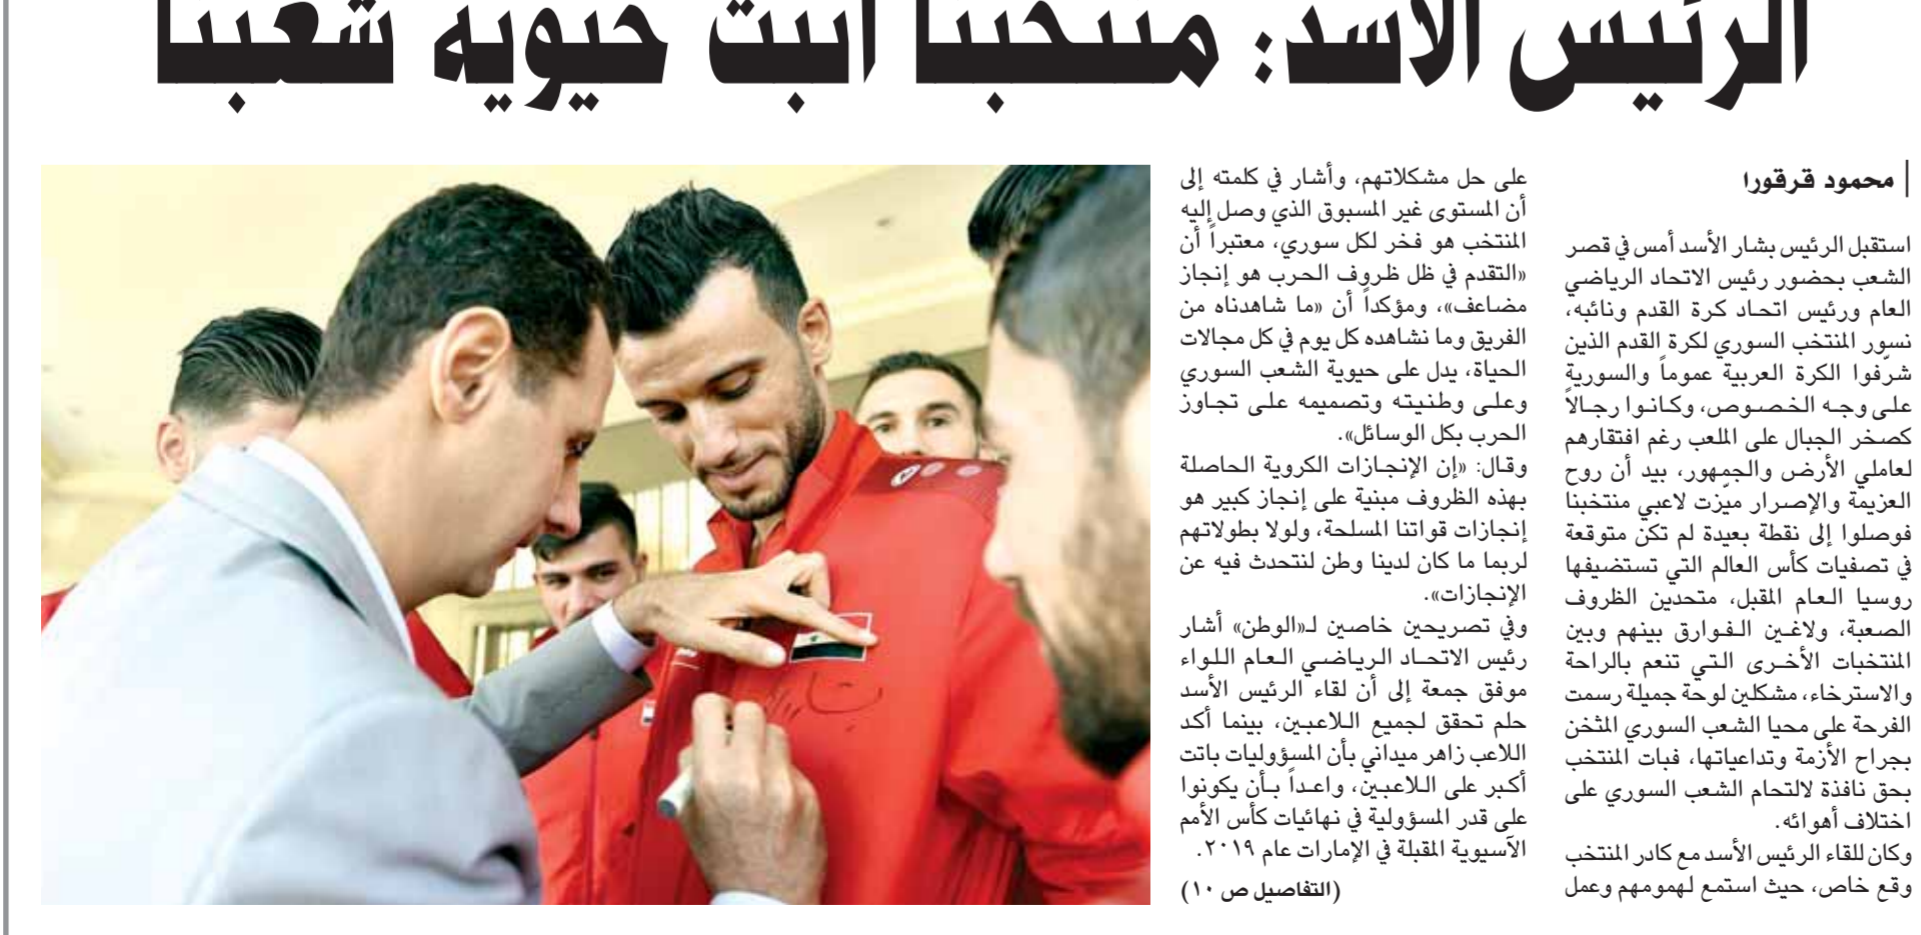 الرئيس الأسد: منتخبنا أثبت حيوية شعبنا
محمود قرقورا
استقبل الرئيس بشار الأسد أمس في قصر
الشعب بحضور رئيس الاتحاد الرياضي
العام ورئيس اتحاد كرة القدم ونائبه،
نسور المنتخب السوري لكرة القدم الذين
شرّفوا الكرة العربية عموماً والسورية
على وجه الخصوص، وكانوا رجالاً
كصخر الجبال على الملعب رغم افتقارهم
لعاملي الأرض والجمهور، بيد أن روح
العزيمة والإصرار ميّزت لاعبي منتخبنا
فوصلوا إلى نقطة بعيدة لم تكن متوقعة
في تصفيات كأس العالم التي تستضيفها
روسيا العام المقبل، متحدين الظروف
الصعبة، ولاغين الفوارق بينهم وبين
المنتخبات الأخرى التي تنعم بالراحة
والاسترخاء، مشكلين لوحة جميلة رسمت
الفرحة على محيا الشعب السوري المثخن
بجراح الأزمة وتداعياتها، فبات المنتخب
بحق نافذة لالتحام الشعب السوري على
اختلاف أهوائه.
وكان للقاء الرئيس الأسد مع كادر المنتخب
وقع خاص، حيث استمع لهمومهم وعمل
على حل مشكلاتهم، وأشار في كلمته إلى
أن المستوى غير المسبوق الذي وصل إليه
المنتخب هو فخر لكل سوري، معتبراً أن
«التقدم في ظل ظروف الحرب هو إنجاز
مضاعف»، ومؤكداً أن «ما شاهدناه من
الفريق وما نشاهده كل يوم في كل مجالات
الحياة، يدل على حيوية الشعب السوري
وعلى وطنيته وتصميمه على تجاوز
الحرب بكل الوسائل».
وقال: «إن الإنجازات الكروية الحاصلة
بهذه الظروف مبنية على إنجاز كبير هو
إنجازات قواتنا المسلحة، ولولا بطولاتهم
لربما ما كان لدينا وطن لنتحدث فيه عن
الإنجازات».
وفي تصريحين خاصين لـ«الوطن» أشار
رئيس الاتحاد الرياضي العام اللواء
موفق جمعة إلى أن لقاء الرئيس الأسد
حلم تحقق لجميع اللاعبين، بينما أكد
اللاعب زاهر ميداني بأن المسؤوليات باتت
أكبر على اللاعبين، واعداً بأن يكونوا
على قدر المسؤولية في نهائيات كأس الأمم
الآسيوية المقبلة في الإمارات عام ٢٠١٩.
(التفاصيل ص ١٠)